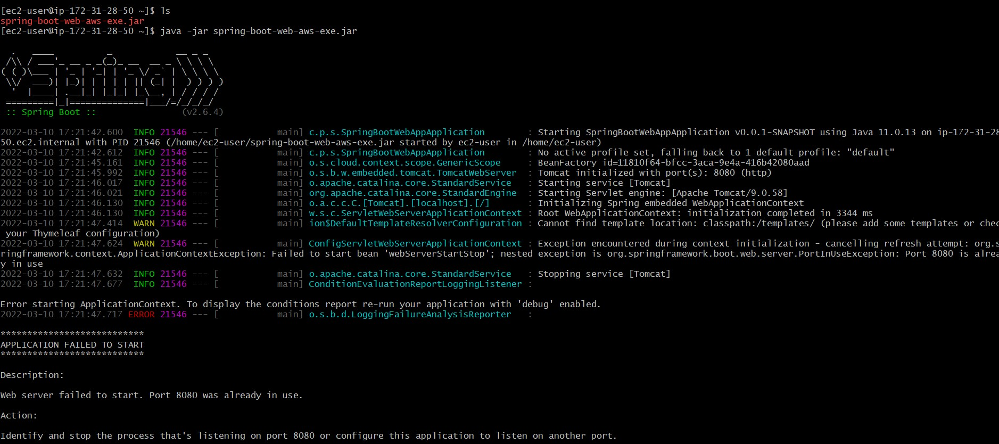 [ec2-user@ip-172-31-28-50 ~]$ ls
spring-boot-web-aws-exe.jar
[ec2-user@ip-172-31-28-50 ~]$ java -jar spring-boot-web-aws-exe.jar
  .   ____          _            __ _ _
 /\\ / ___'_ __ _ _(_)_ __  __ _ \ \ \ \
( ( )\___ | '_ | '_| | '_ \/ _` | \ \ \ \
 \\/  ___)| |_)| | | | | || (_| |  ) ) ) )
  '  |____| .__|_| |_|_| |_\__, | / / / /
 =========|_|==============|___/=/_/_/_/
 :: Spring Boot ::                (v2.6.4)
2022-03-10 17:21:42.600  INFO 21546 --- [           main] c.p.s.SpringBootWebAppApplication        : Starting SpringBootWebAppApplication v0.0.1-SNAPSHOT using Java 11.0.13 on ip-172-31-28
50.ec2.internal with PID 21546 (/home/ec2-user/spring-boot-web-aws-exe.jar started by ec2-user in /home/ec2-user)
2022-03-10 17:21:42.612  INFO 21546 --- [           main] c.p.s.SpringBootWebAppApplication        : No active profile set, falling back to 1 default profile: "default"
2022-03-10 17:21:45.161  INFO 21546 --- [           main] o.s.cloud.context.scope.GenericScope     : BeanFactory id=11810f64-bfcc-3aca-9e4a-416b42080aad
2022-03-10 17:21:45.992  INFO 21546 --- [           main] o.s.b.w.embedded.tomcat.TomcatWebServer  : Tomcat initialized with port(s): 8080 (http)
2022-03-10 17:21:46.017  INFO 21546 --- [           main] o.apache.catalina.core.StandardService   : Starting service [Tomcat]
2022-03-10 17:21:46.021  INFO 21546 --- [           main] org.apache.catalina.core.StandardEngine  : Starting Servlet engine: [Apache Tomcat/9.0.58]
2022-03-10 17:21:46.130  INFO 21546 --- [           main] o.a.c.c.C.[Tomcat].[localhost].[/]       : Initializing Spring embedded WebApplicationContext
2022-03-10 17:21:46.130  INFO 21546 --- [           main] w.s.c.ServletWebServerApplicationContext : Root WebApplicationContext: initialization completed in 3344 ms
2022-03-10 17:21:47.414  WARN 21546 --- [           main] ion$DefaultTemplateResolverConfiguration : Cannot find template location: classpath:/templates/ (please add some templates or chec
 your Thymeleaf configuration)
2022-03-10 17:21:47.624  WARN 21546 --- [           main] ConfigServletWebServerApplicationContext : Exception encountered during context initialization - cancelling refresh attempt: org.s
ringframework.context.ApplicationContextException: Failed to start bean 'webServerStartStop'; nested exception is org.springframework.boot.web.server.PortInUseException: Port 8080 is alrea
y in use
2022-03-10 17:21:47.632  INFO 21546 --- [           main] o.apache.catalina.core.StandardService   : Stopping service [Tomcat]
2022-03-10 17:21:47.677  INFO 21546 --- [           main] ConditionEvaluationReportLoggingListener :
Error starting ApplicationContext. To display the conditions report re-run your application with 'debug' enabled.
2022-03-10 17:21:47.717 ERROR 21546 --- [           main] o.s.b.d.LoggingFailureAnalysisReporter   :
***************************
APPLICATION FAILED TO START
***************************
Description:
Web server failed to start. Port 8080 was already in use.
Action:
Identify and stop the process that's listening on port 8080 or configure this application to listen on another port.